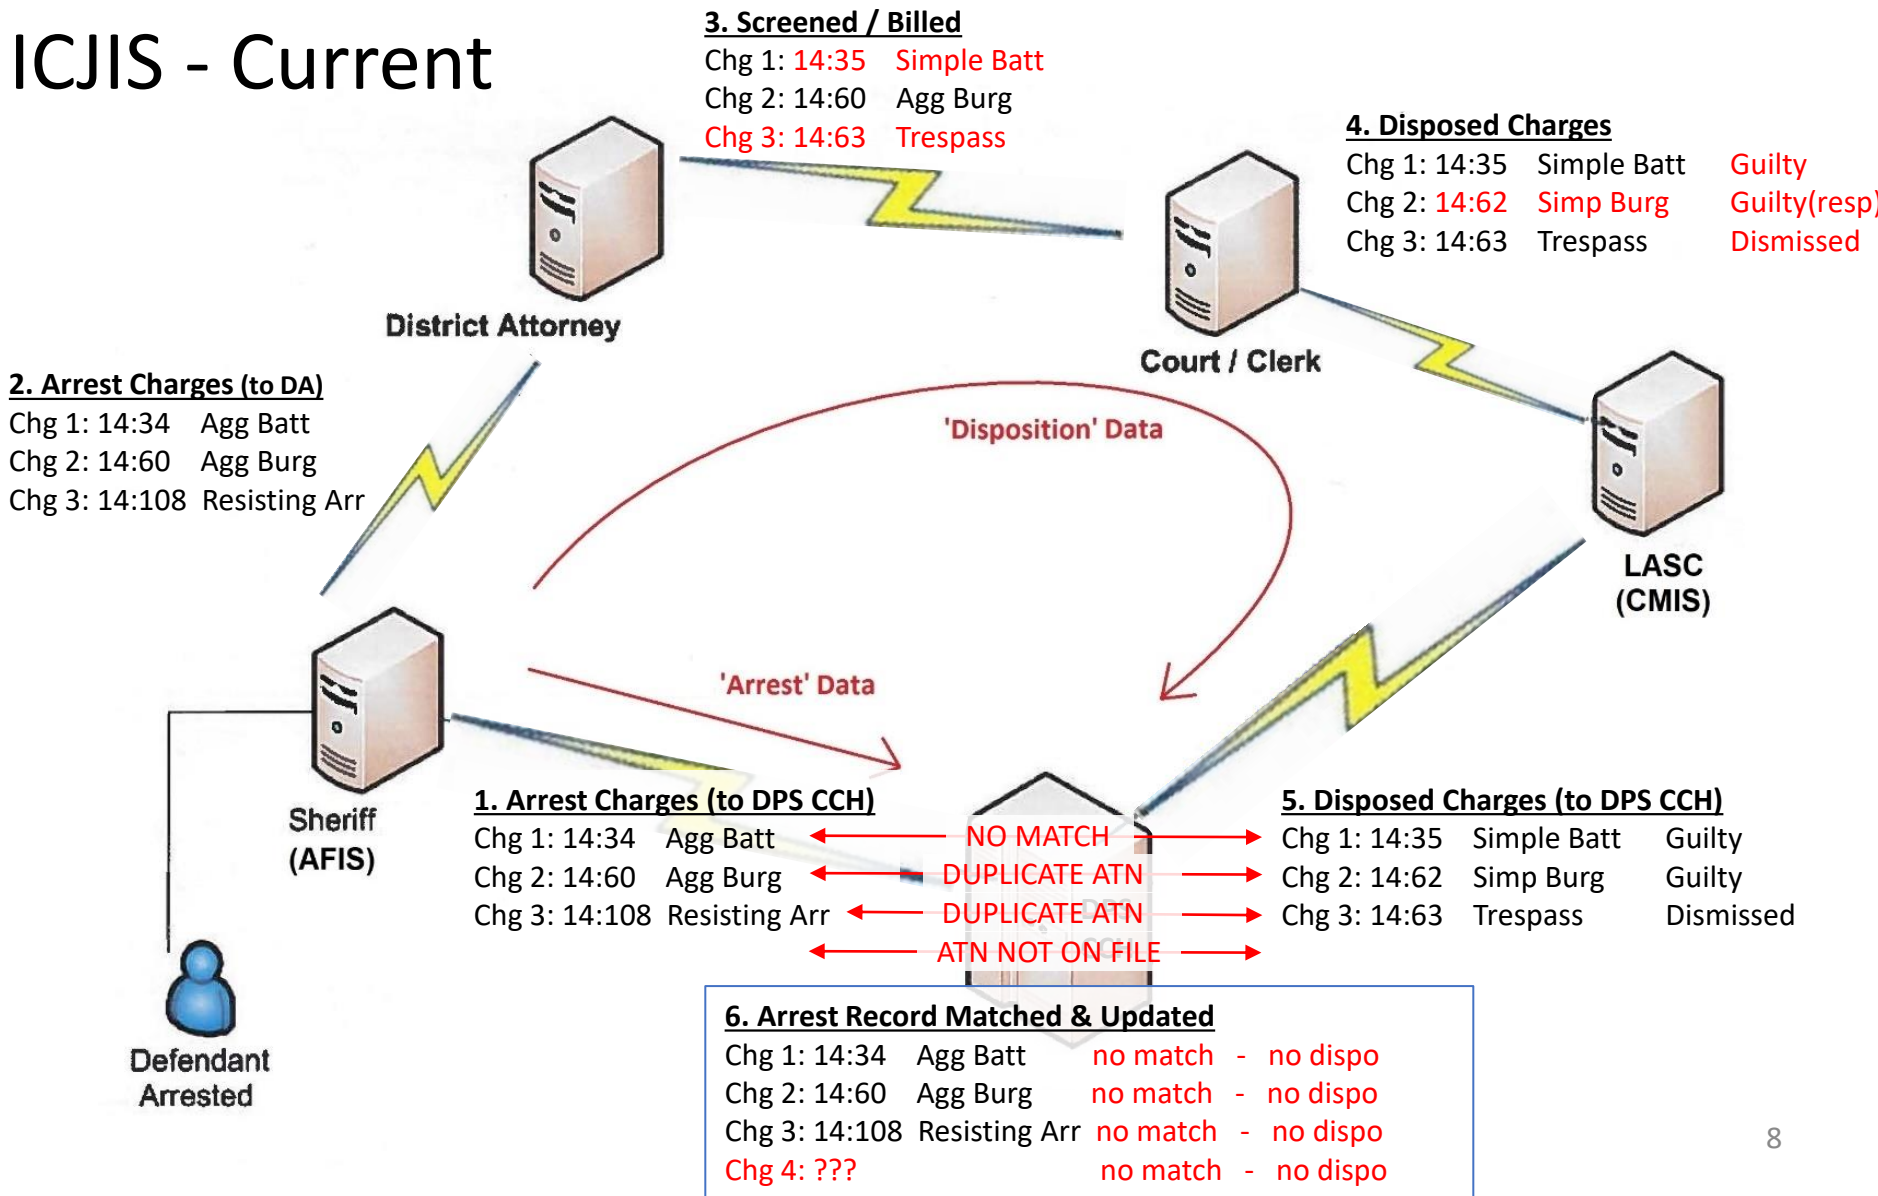 ICJIS - Current
3. Screened / Billed
Chg 1: 14:35 Simple Batt
Chg 2: 14:60 Agg Burg
Chg 3: 14:63 Trespass
4. Disposed Charges
Chg 1: 14:35 Simple Batt Guilty
Chg 2: 14:62 Simp Burg Guilty(resp)
Chg 3: 14:63 Trespass Dismissed
District Attorney
Court / Clerk
2. Arrest Charges (to DA)
Chg 1: 14:34 Agg Batt
Chg 2: 14:60 Agg Burg
Chg 3: 14:108 Resisting Arr
'Disposition' Data
LASC
(CMIS)
'Arrest' Data
Sheriff
(AFIS)
1. Arrest Charges (to DPS CCH)
Chg 1: 14:34 Agg Batt
Chg 2: 14:60 Agg Burg
Chg 3: 14:108 Resisting Arr
NO MATCH
DUPLICATE ATN
DUPLICATE ATN
ATN NOT ON FILE
DPS
CCH
5. Disposed Charges (to DPS CCH)
Chg 1: 14:35 Simple Batt Guilty
Chg 2: 14:62 Simp Burg Guilty
Chg 3: 14:63 Trespass Dismissed
Defendant
Arrested
6. Arrest Record Matched & Updated
Chg 1: 14:34 Agg Batt no match - no dispo
Chg 2: 14:60 Agg Burg no match - no dispo
Chg 3: 14:108 Resisting Arr no match - no dispo
Chg 4: ??? no match - no dispo
8